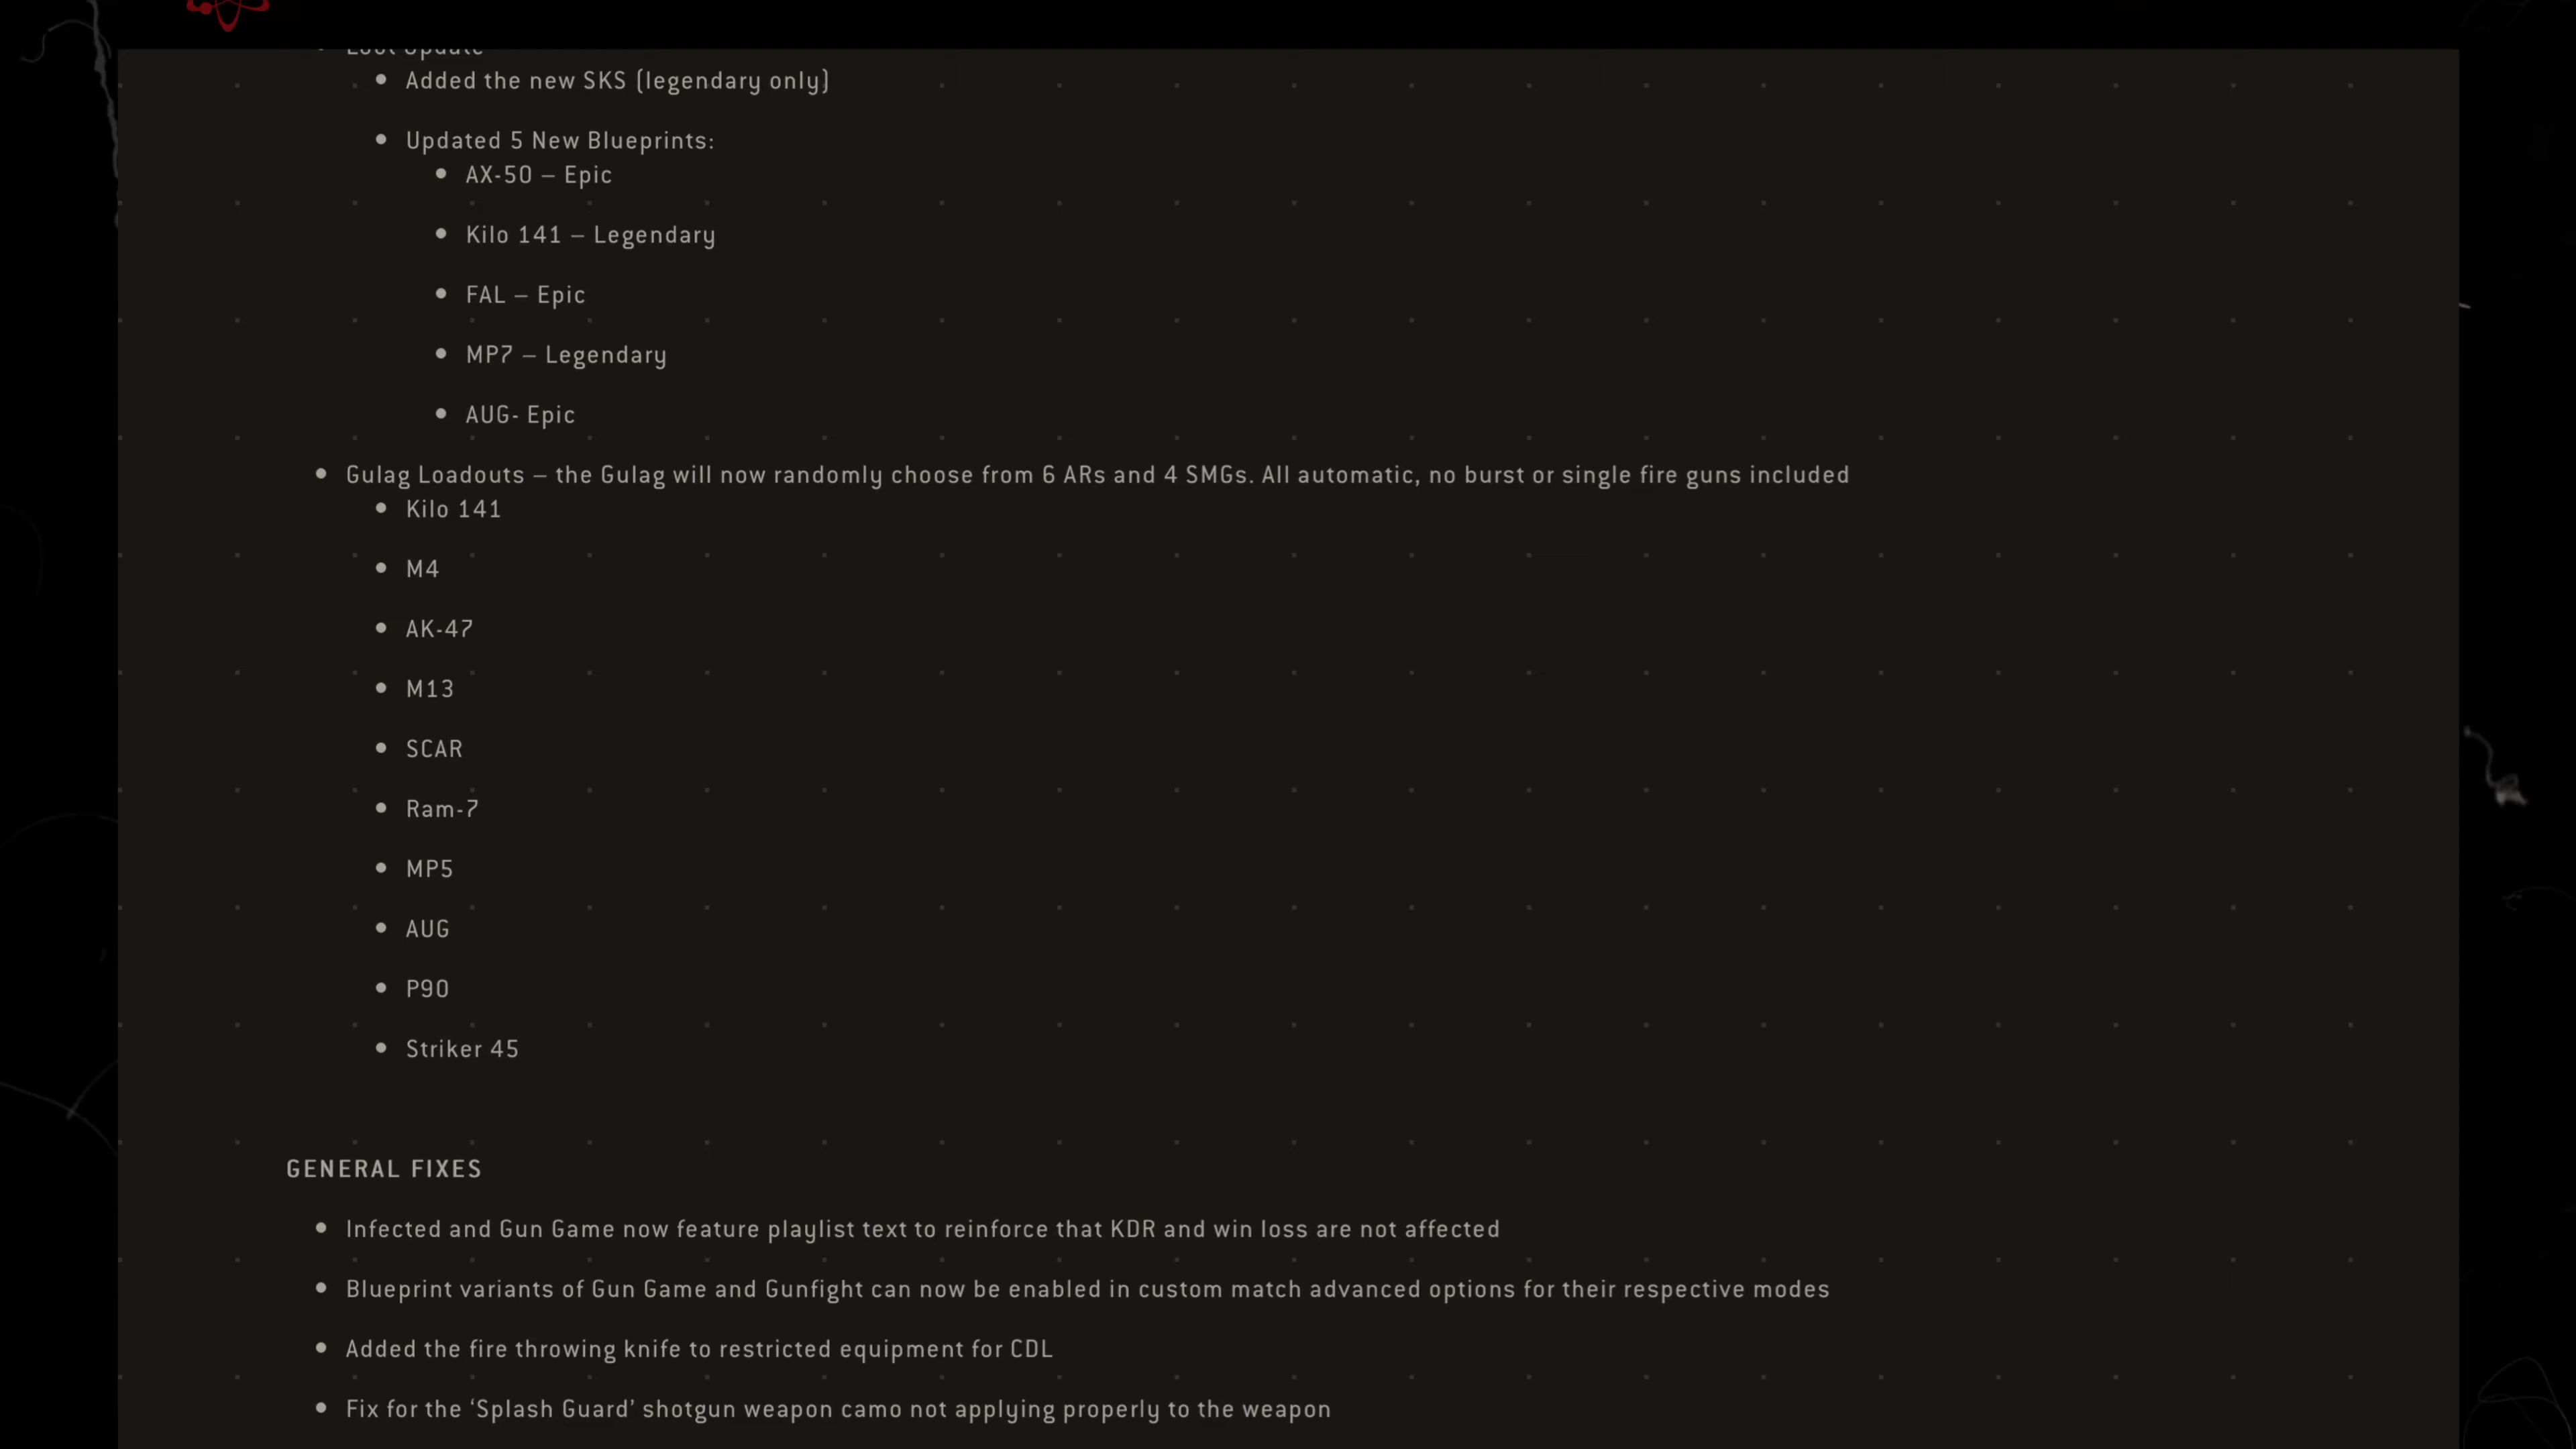 Loot Update
Added the new SKS (legendary only)
Updated 5 New Blueprints:
AX-50 – Epic
Kilo 141 – Legendary
FAL – Epic
MP7 – Legendary
AUG- Epic
Gulag Loadouts – the Gulag will now randomly choose from 6 ARs and 4 SMGs. All automatic, no burst or single fire guns included
Kilo 141
M4
AK-47
M13
SCAR
Ram-7
MP5
AUG
P90
Striker 45
GENERAL FIXES
Infected and Gun Game now feature playlist text to reinforce that KDR and win loss are not affected
Blueprint variants of Gun Game and Gunfight can now be enabled in custom match advanced options for their respective modes
Added the fire throwing knife to restricted equipment for CDL
Fix for the ‘Splash Guard’ shotgun weapon camo not applying properly to the weapon